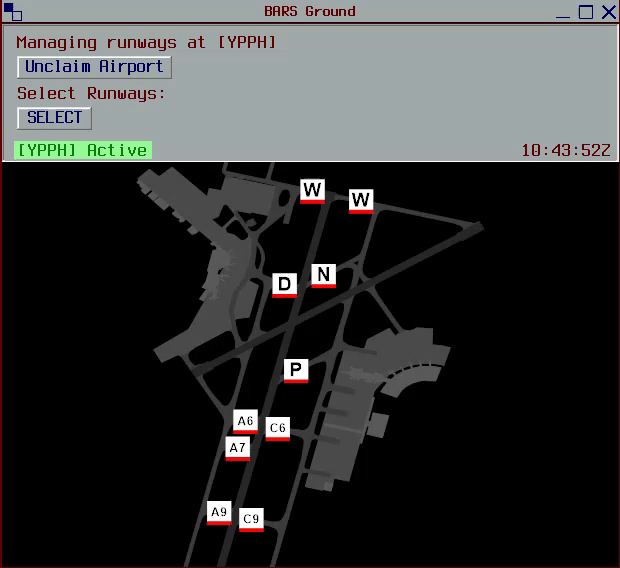 BARS Ground
Managing runways at [YPPH]
Unclaim Airport
Select Runways:
SELECT
[YPPH] Active
10:43:52Z
W
W
N
D
P
A6
C6
A7
A9
C9